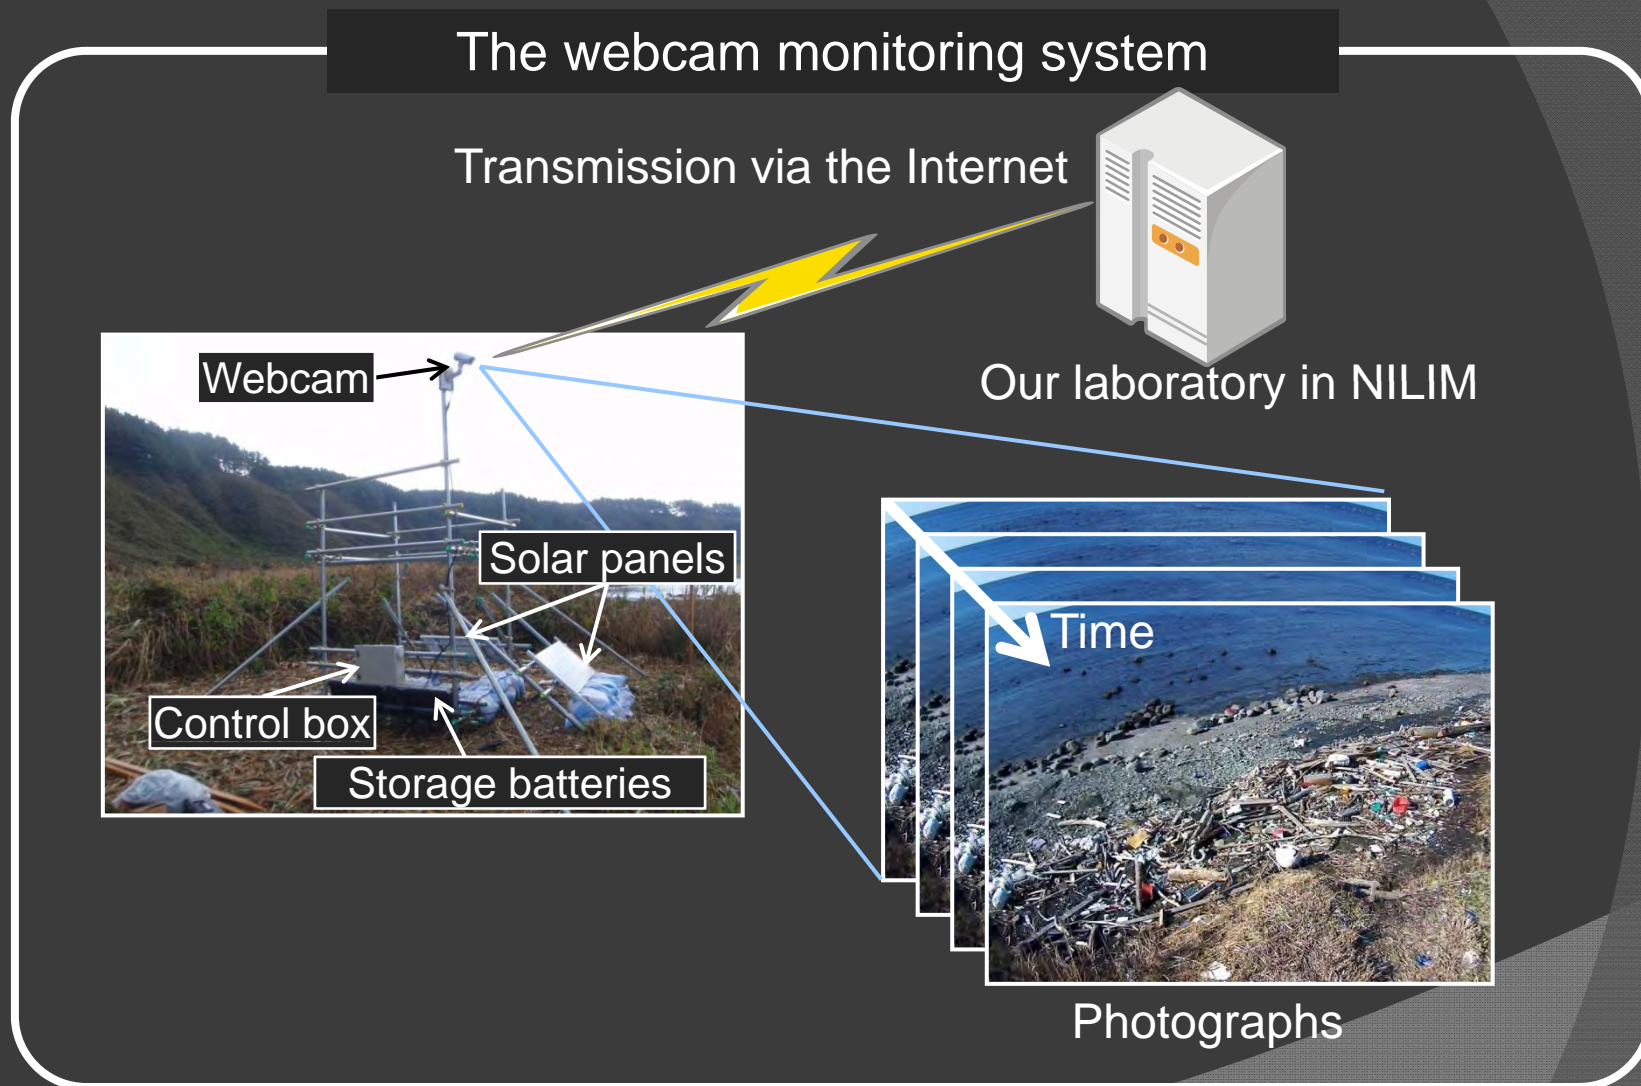 The webcam monitoring system
Transmission via the Internet
Webcam
Our laboratory in NILIM
Solar panels
Time
Control box
Storage batteries
Photographs